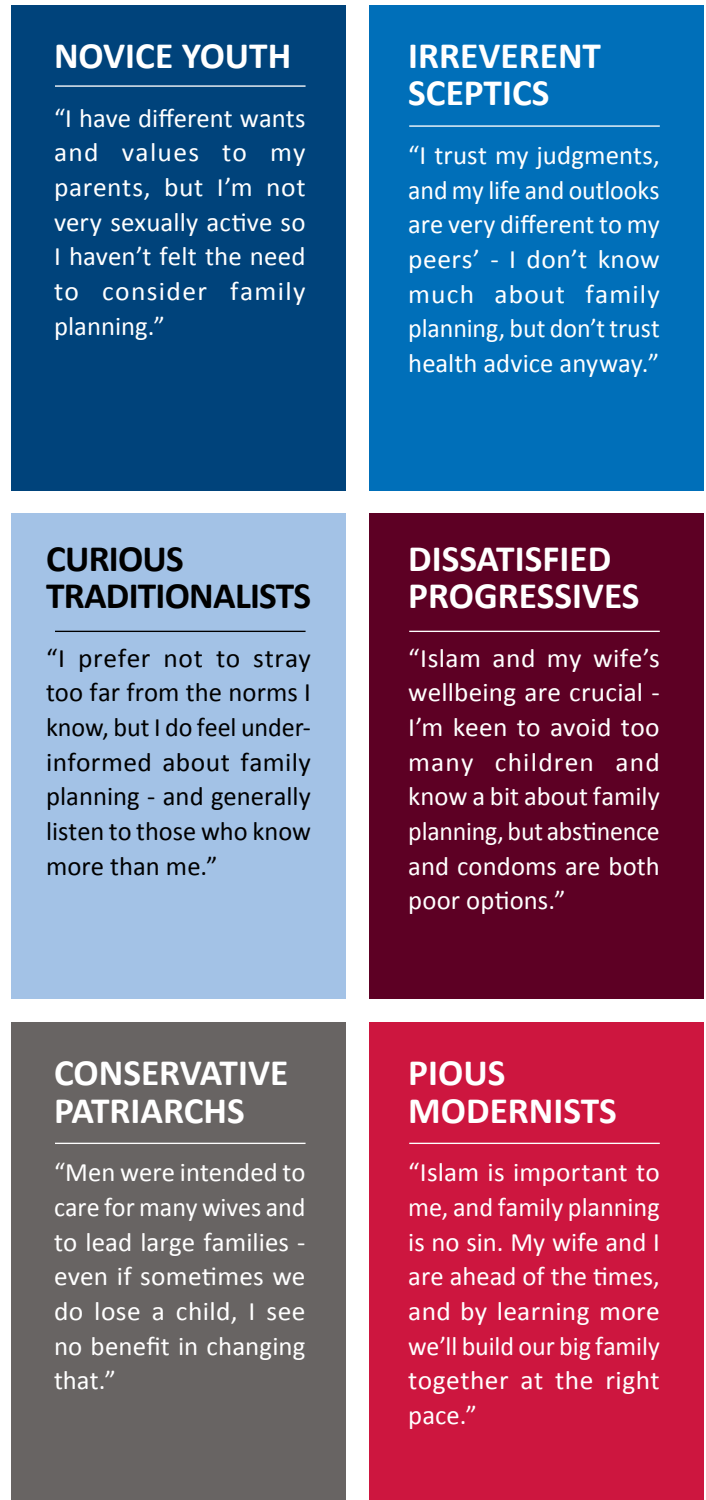 NOVICE YOUTH
“I have different wants
and values to my
parents, but I’m not
very sexually active so
I haven’t felt the need
to consider family
planning.”
IRREVERENT
SCEPTICS
“I trust my judgments,
and my life and outlooks
are very different to my
peers’ - I don’t know
much about family
planning, but don’t trust
health advice anyway.”
CURIOUS
TRADITIONALISTS
“I prefer not to stray
too far from the norms I
know, but I do feel under-
informed about family
planning - and generally
listen to those who know
more than me.”
DISSATISFIED
PROGRESSIVES
“Islam and my wife’s
wellbeing are crucial -
I’m keen to avoid too
many children and
know a bit about family
planning, but abstinence
and condoms are both
poor options.”
CONSERVATIVE
PATRIARCHS
“Men were intended to
care for many wives and
to lead large families -
even if sometimes we
do lose a child, I see
no benefit in changing
that.”
PIOUS
MODERNISTS
“Islam is important to
me, and family planning
is no sin. My wife and I
are ahead of the times,
and by learning more
we’ll build our big family
together at the right
pace.”